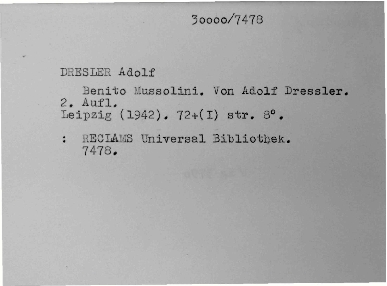 30000/7478
DRESLER Adolf
Benito Mussolini. Von Adolf Dressler.
2. Aufl.
Leipzig (1942). 72+(I) str. 8°.
: RECLAMS Universal Bibliothek.
7478.